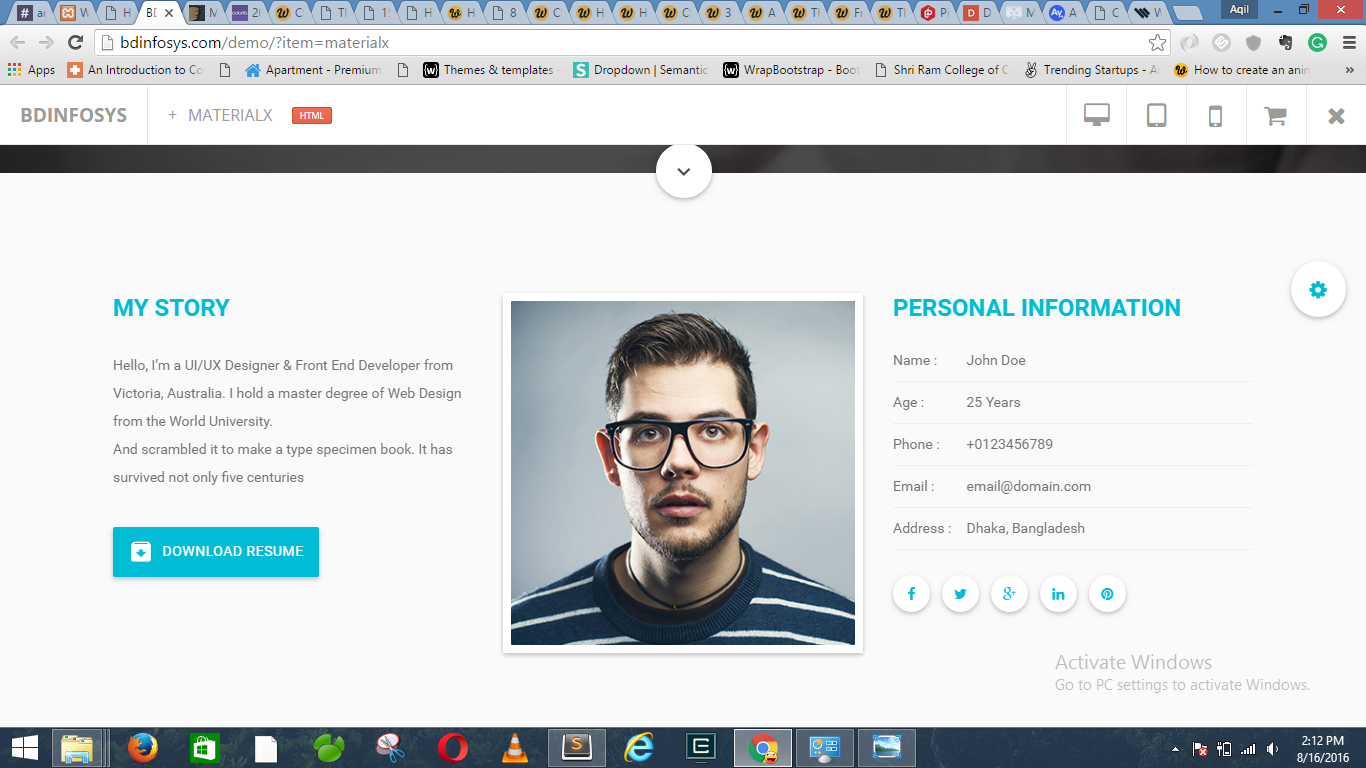 Aqil
bdinfosys.com/demo/?item=materialx
Apps
An Introduction to Co
Apartment - Premium
Themes & templates
Dropdown | Semantic
WrapBootstrap - Boot
Shri Ram College of C
Trending Startups - A
How to create an anim
»
BDINFOSYS
+ MATERIALX HTML
MY STORY
Hello, I'm a UI/UX Designer & Front End Developer from
Victoria, Australia. I hold a master degree of Web Design
from the World University.
And scrambled it to make a type specimen book. It has
survived not only five centuries
DOWNLOAD RESUME
PERSONAL INFORMATION
Name : John Doe
Age : 25 Years
Phone : +0123456789
Email : email@domain.com
Address : Dhaka, Bangladesh
Activate Windows
Go to PC settings to activate Windows.
2:12 PM
8/16/2016